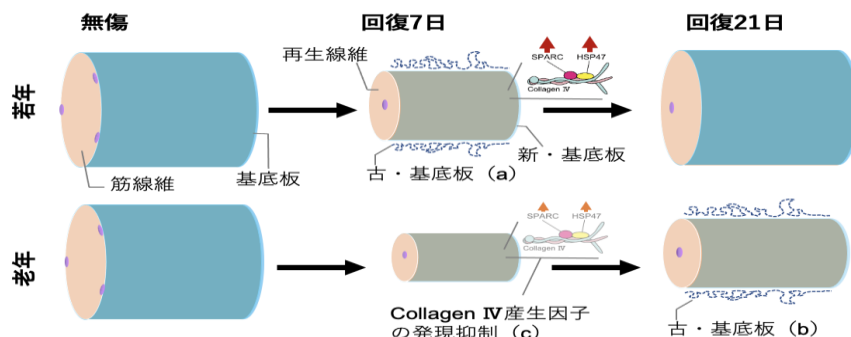 無傷
回復7日
回復21日
若年
再生線維
SPARC
HSP47
Collagen Ⅳ
筋線維
基底板
古・基底板（a）
新・基底板
老年
SPARC
HSP47
Collagen Ⅳ
Collagen Ⅳ産生因子
の発現抑制（c）
古・基底板（b）